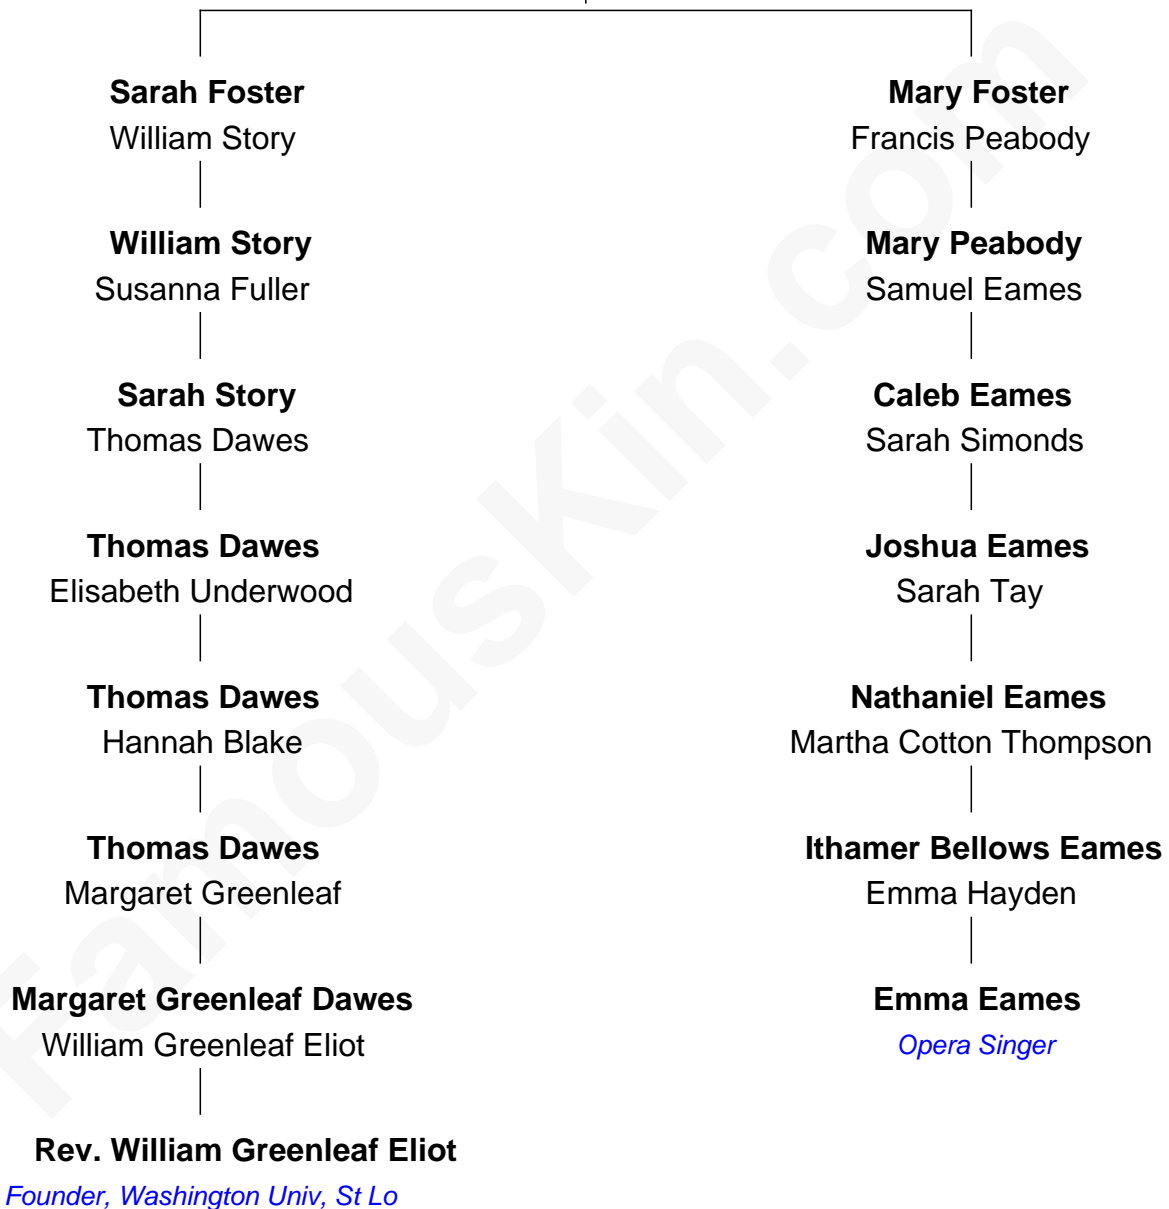 Sarah Foster
William Story
William Story
Susanna Fuller
Sarah Story
Thomas Dawes
Thomas Dawes
Elisabeth Underwood
Thomas Dawes
Hannah Blake
Thomas Dawes
Margaret Greenleaf
Margaret Greenleaf Dawes
William Greenleaf Eliot
Rev. William Greenleaf Eliot
Founder, Washington Univ, St Lo
Mary Foster
Francis Peabody
Mary Peabody
Samuel Eames
Caleb Eames
Sarah Simonds
Joshua Eames
Sarah Tay
Nathaniel Eames
Martha Cotton Thompson
Ithamer Bellows Eames
Emma Hayden
Emma Eames
Opera Singer
FamousKin.com